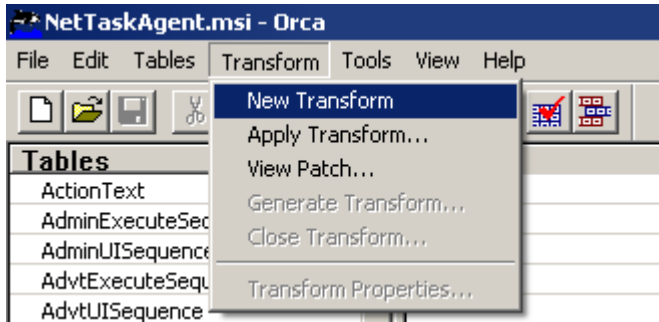 NetTaskAgent.msi - Orca
File Edit Tables Transform Tools View Help
New Transform
Apply Transform...
View Patch...
Generate Transform...
Close Transform...
Transform Properties...
Tables
ActionText
AdminExecuteSec
AdminUISequence
AdvtExecuteSequ
AdvtUISequence